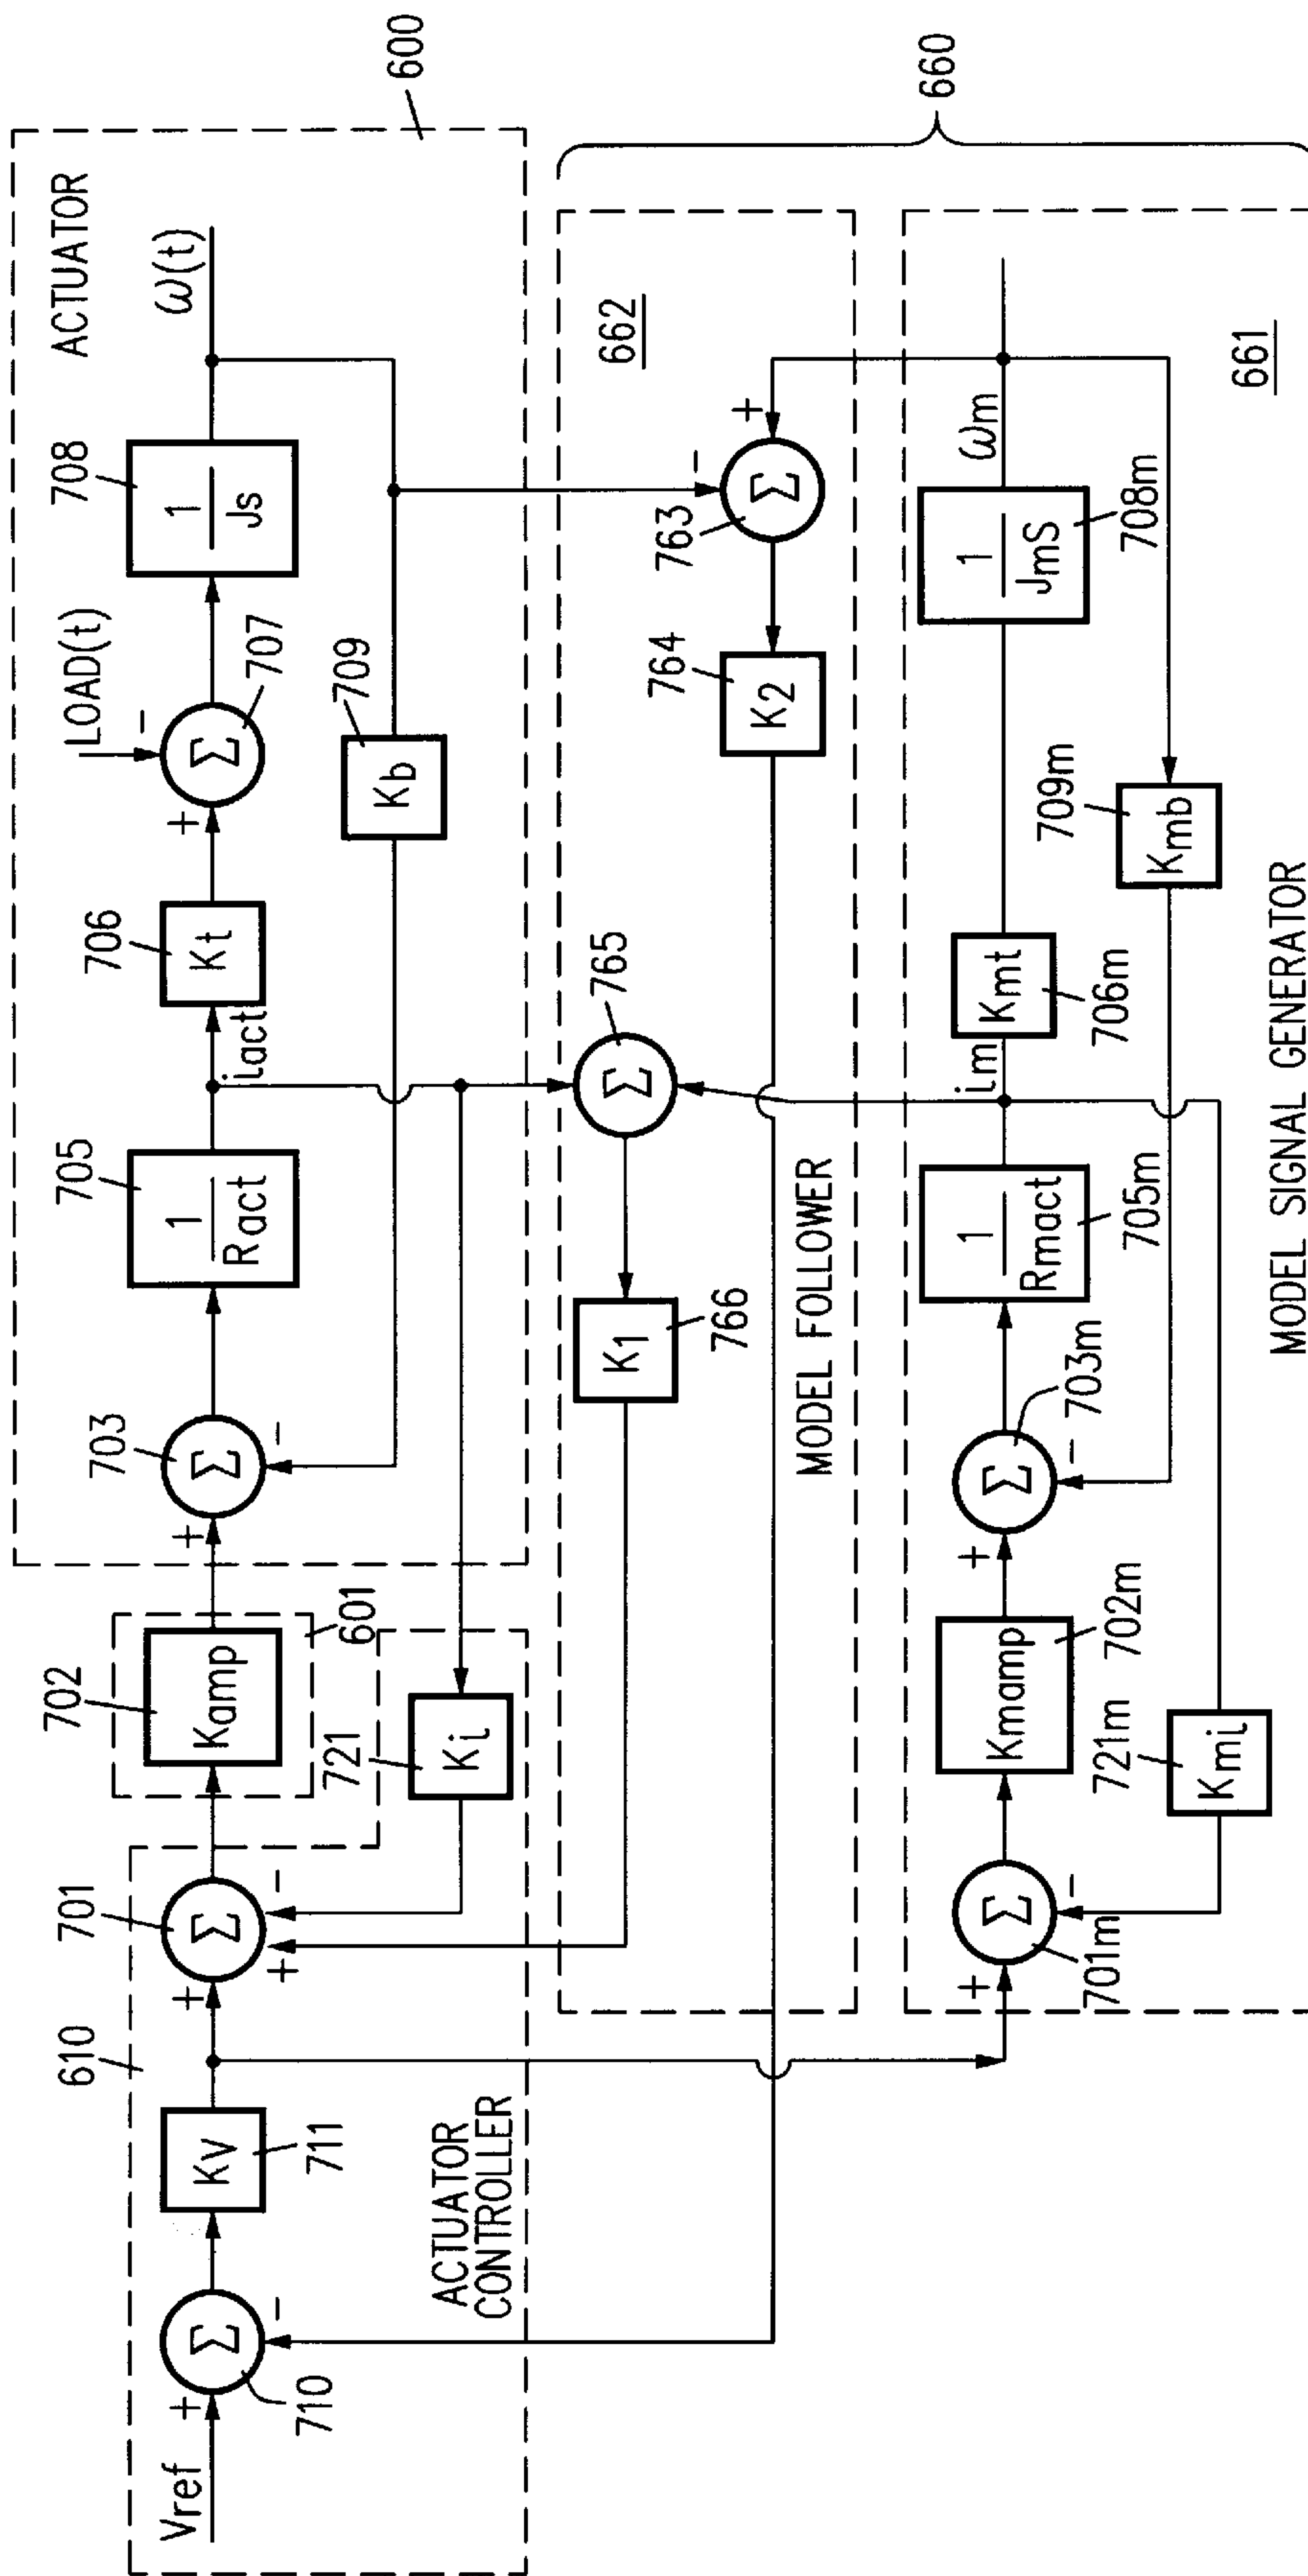 ACTUATOR
600
LOAD(t)
-
708
1
Js
ω(t)
707
Σ
+
706
Kt
iact
705
1
Ract
703
Σ
+
-
709
Kb
702
Kamp
601
701
Σ
+
-
+
721
Ki
610
Kv
711
Σ
+
-
710
Vref
ACTUATOR
CONTROLLER
660
662
+
-
763
Σ
764
K2
765
Σ
766
K1
MODEL FOLLOWER
661
ωm
1
JmS
708m
709m
Kmb
im
Kmt
706m
1
Rmact
705m
Σ
703m
+
-
Kmamp
702m
721m
Kmi
Σ
+
-
701m
MODEL SIGNAL GENERATOR